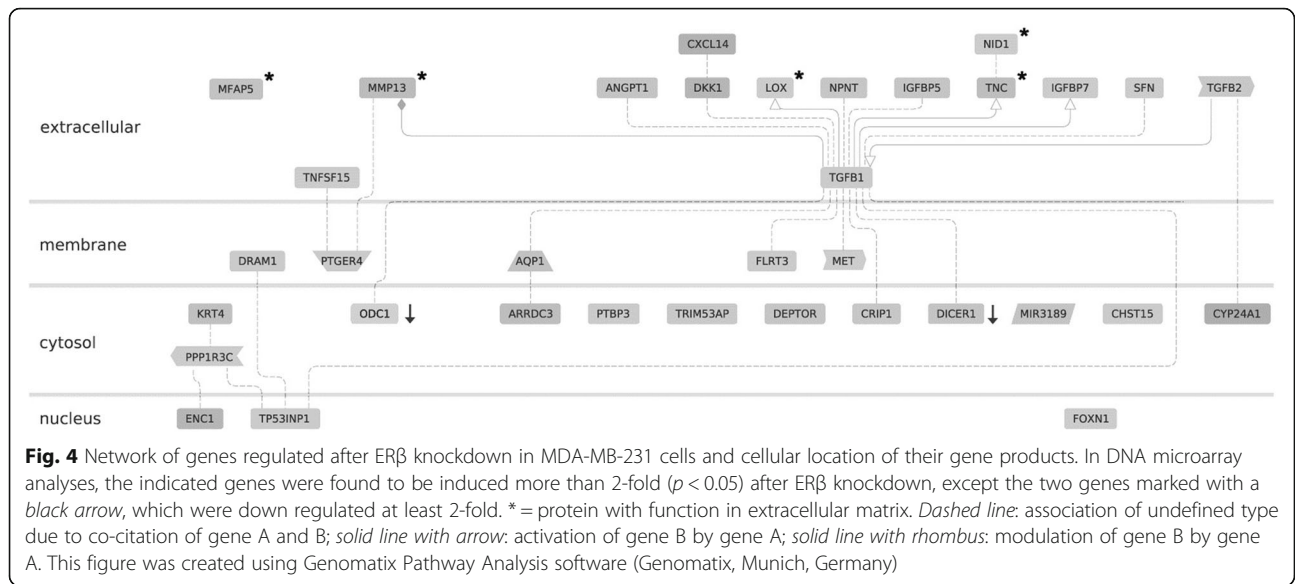 CXCL14 NID1 *
MFAP5 * MMP13 * ANGPT1 DKK1 LOX * NPNT IGFBP5 TNC * IGFBP7 SFN TGFB2
extracellular
TNFSF15 TGFB1
membrane
DRAM1 PTGER4 AQP1 FLRT3 MET
KRT4 ODC1 ↓ ARRDC3 PTBP3 TRIM53AP DEPTOR CRIP1 DICER1 ↓ MIR3189 CHST15 CYP24A1
cytosol
PPP1R3C
nucleus ENC1 TP53INP1 FOXN1
Fig. 4 Network of genes regulated after ERβ knockdown in MDA-MB-231 cells and cellular location of their gene products. In DNA microarray
analyses, the indicated genes were found to be induced more than 2-fold (p < 0.05) after ERβ knockdown, except the two genes marked with a
black arrow, which were down regulated at least 2-fold. * = protein with function in extracellular matrix. Dashed line: association of undefined type
due to co-citation of gene A and B; solid line with arrow: activation of gene B by gene A; solid line with rhombus: modulation of gene B by gene
A. This figure was created using Genomatix Pathway Analysis software (Genomatix, Munich, Germany)